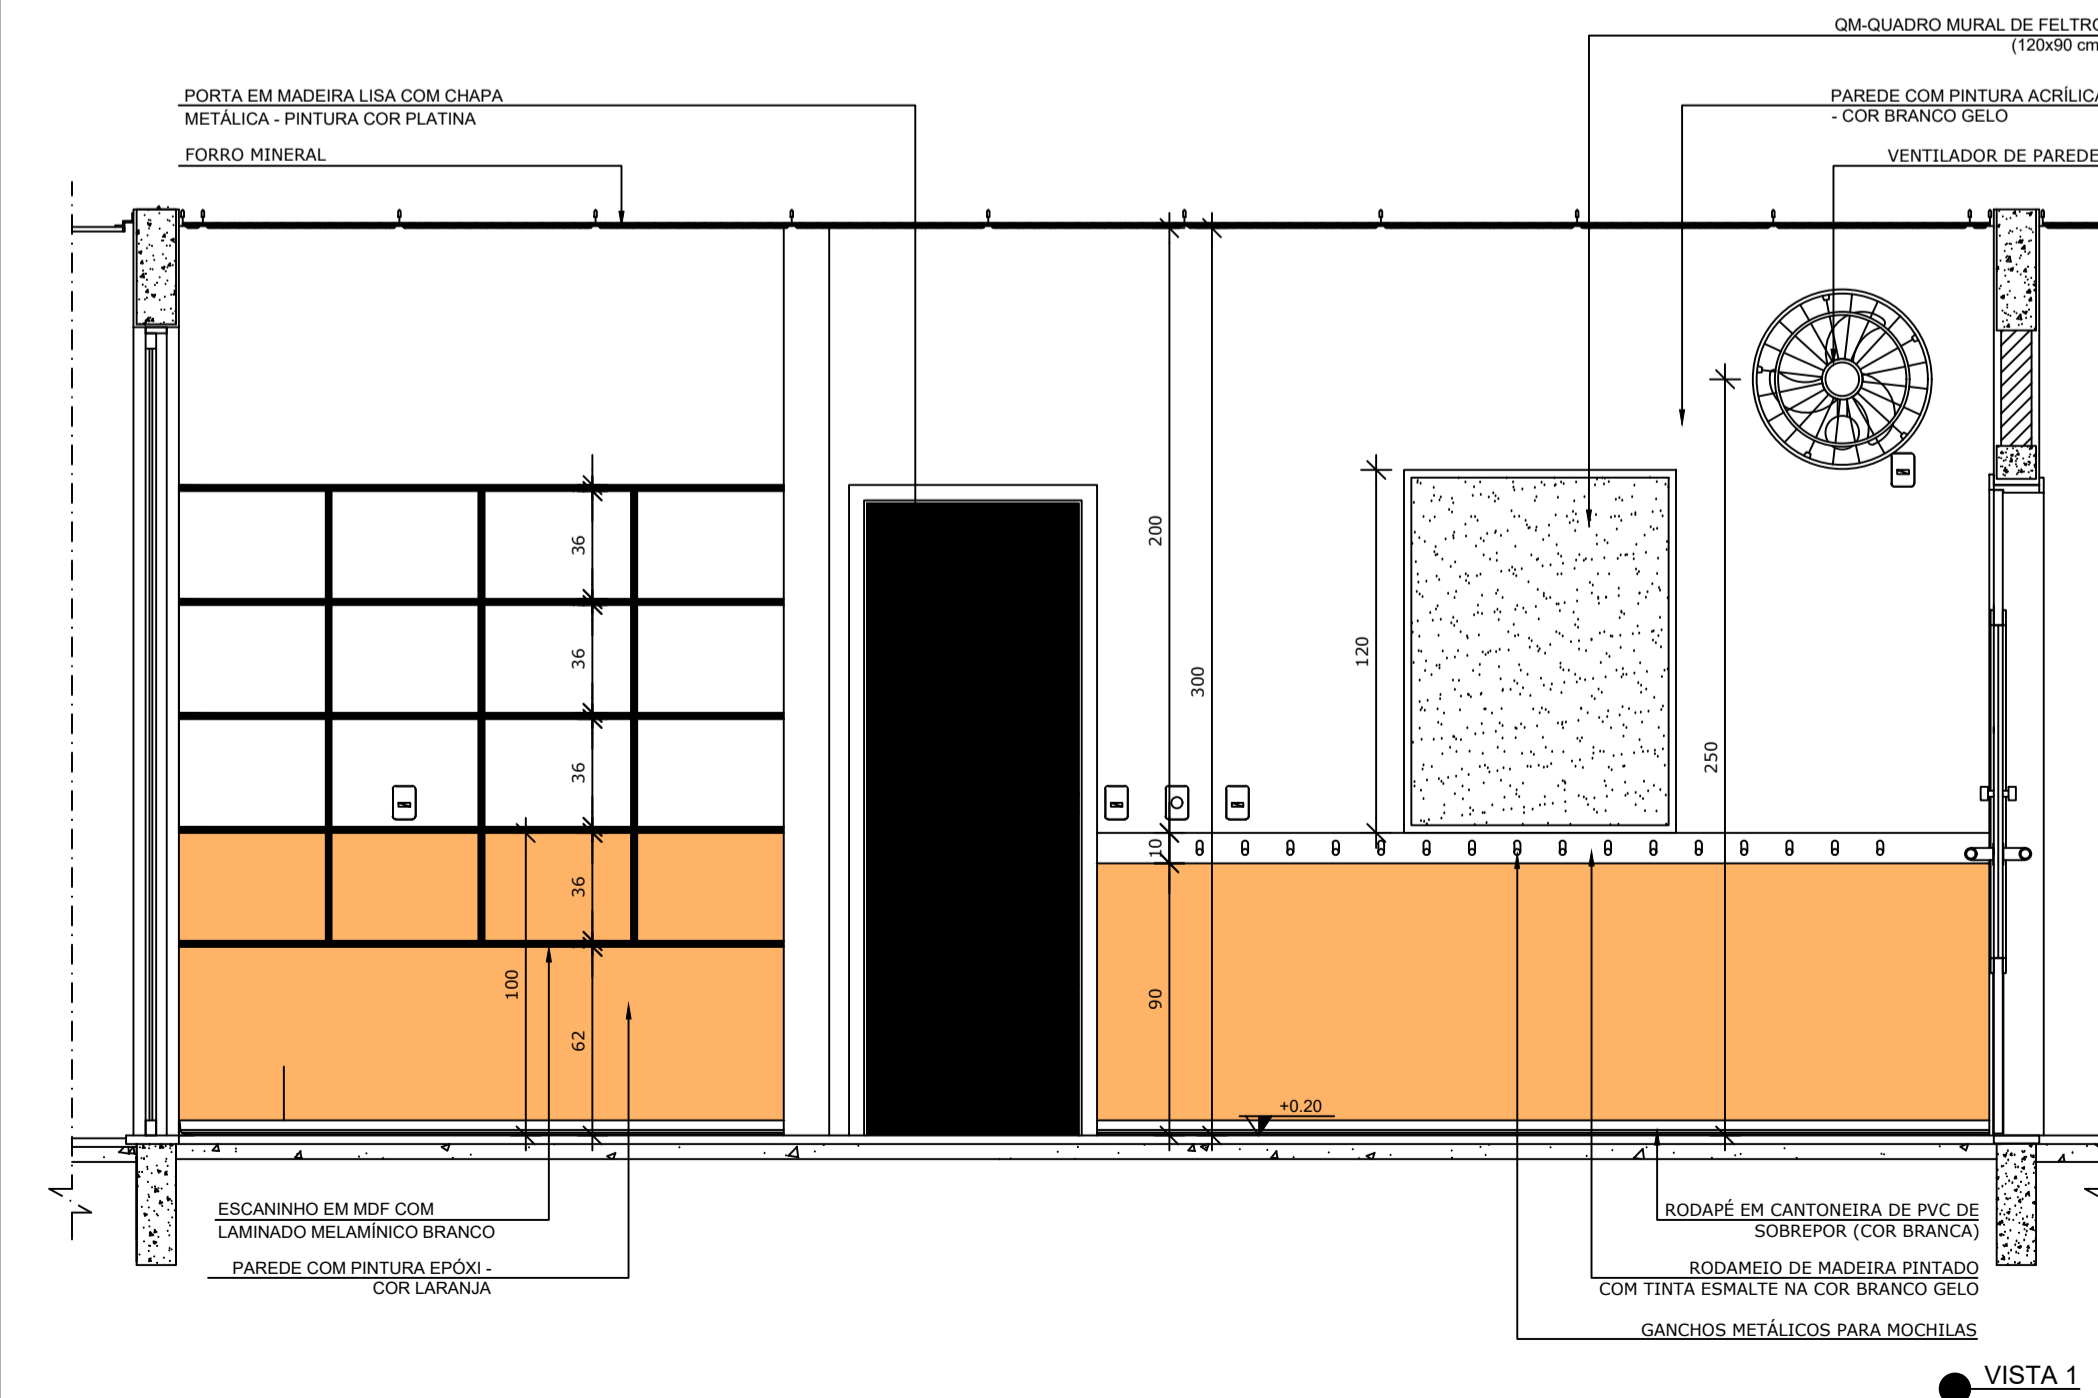 QM-QUADRO MURAL DE FELTRO
(120x90 cm
PORTA EM MADEIRA LISA COM CHAPA
METÁLICA - PINTURA COR PLATINA
PAREDE COM PINTURA ACRÍLICA
- COR BRANCO GELO
FORRO MINERAL
VENTILADOR DE PAREDE
36
36
36
36
62
100
200
300
10
90
120
250
+0.20
ESCANINHO EM MDF COM
LAMINADO MELAMÍNICO BRANCO
PAREDE COM PINTURA EPÓXI -
COR LARANJA
RODAPÉ EM CANTONEIRA DE PVC DE
SOBREPOR (COR BRANCA)
RODAMEIO DE MADEIRA PINTADO
COM TINTA ESMALTE NA COR BRANCO GELO
GANCHOS METÁLICOS PARA MOCHILAS
VISTA 1